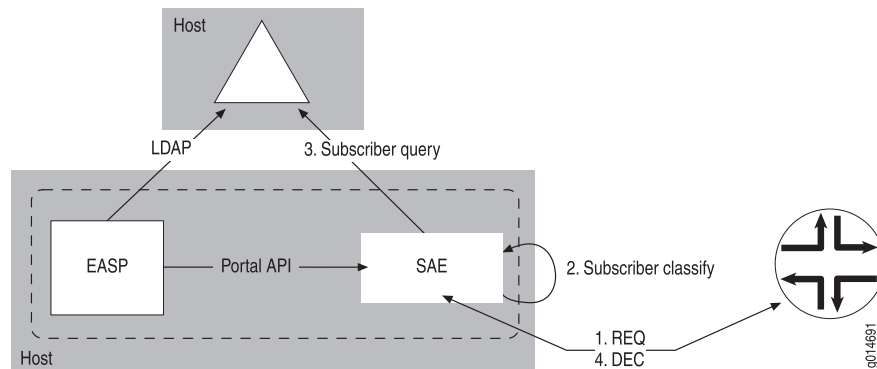 Host
LDAP
3. Subscriber query
EASP
Portal API
SAE
2. Subscriber classify
1. REQ
4. DEC
Host
g014691